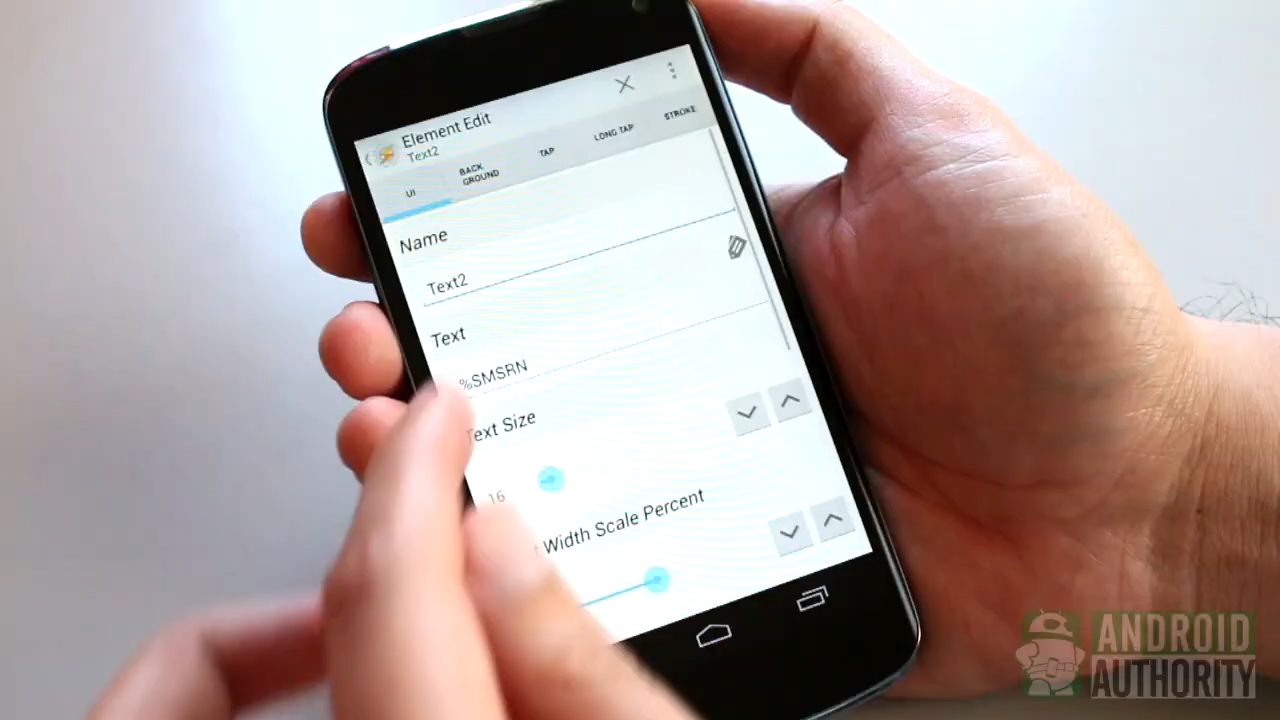 Element Edit
Text2
UI
BACK
GROUND
TAP
LONG TAP
STROKE
Name
Text2
Text
%SMSRN
Text Size
16
Width Scale Percent
ANDROID
AUTHORITY